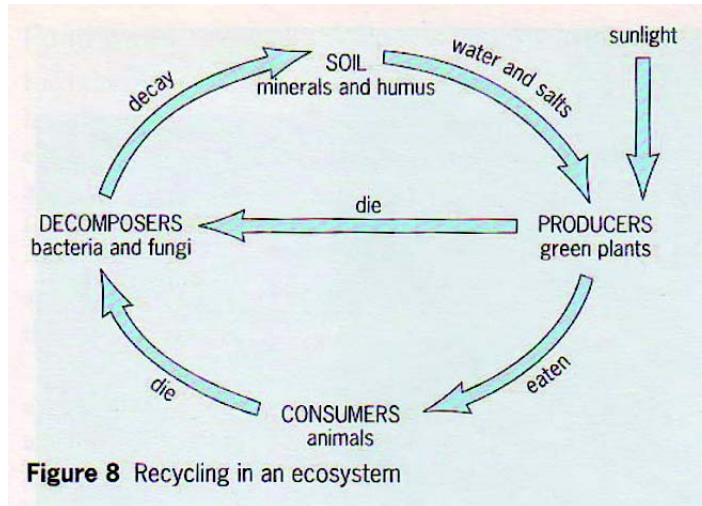 sunlight
water and salts
SOIL
minerals and humus
decay
die
DECOMPOSERS
bacteria and fungi
PRODUCERS
green plants
die
eaten
CONSUMERS
animals
Figure 8 Recycling in an ecosystem